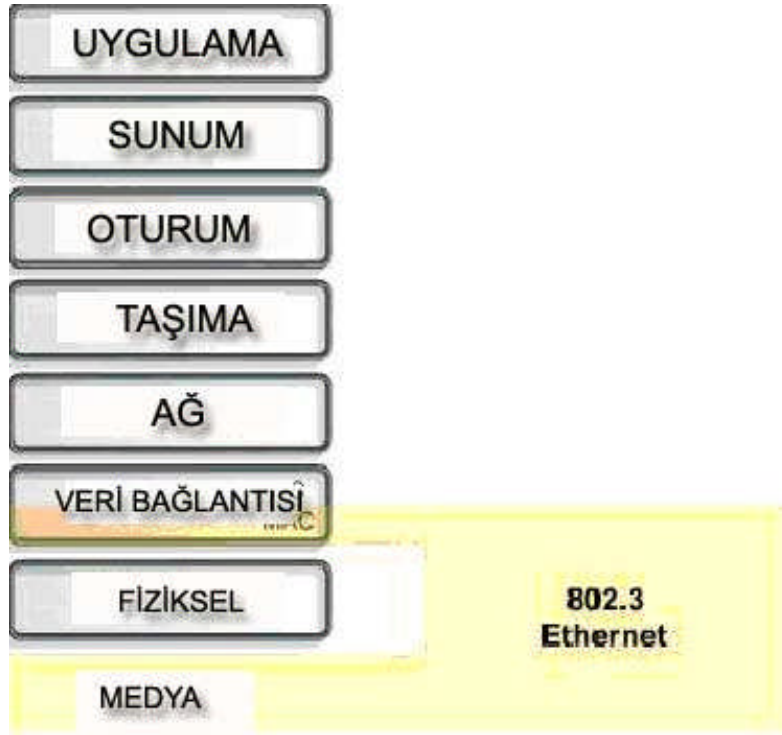 UYGULAMA
SUNUM
OTURUM
TAŞIMA
AĞ
VERİ BAĞLANTISI
FİZİKSEL
802.3
Ethernet
MEDYA